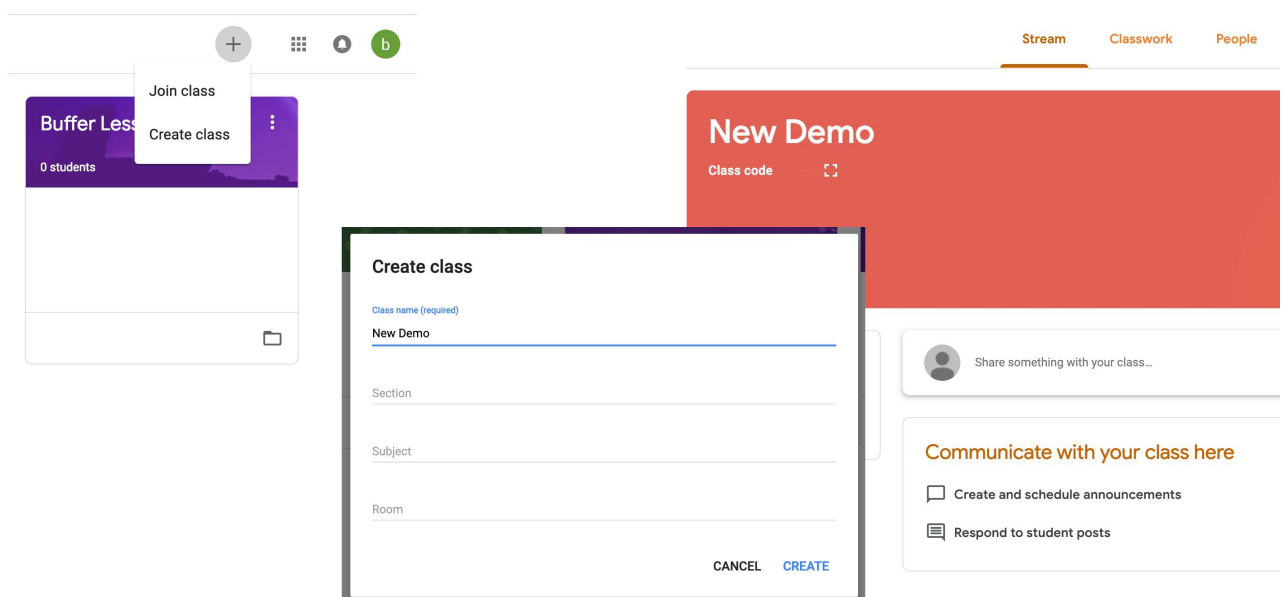 b
Join class
Create class
Buffer Less
0 students
Create class
Class name (required)
New Demo
Section
Subject
Room
CANCEL CREATE
Stream Classwork People
New Demo
Class code
Share something with your class...
Communicate with your class here
Create and schedule announcements
Respond to student posts